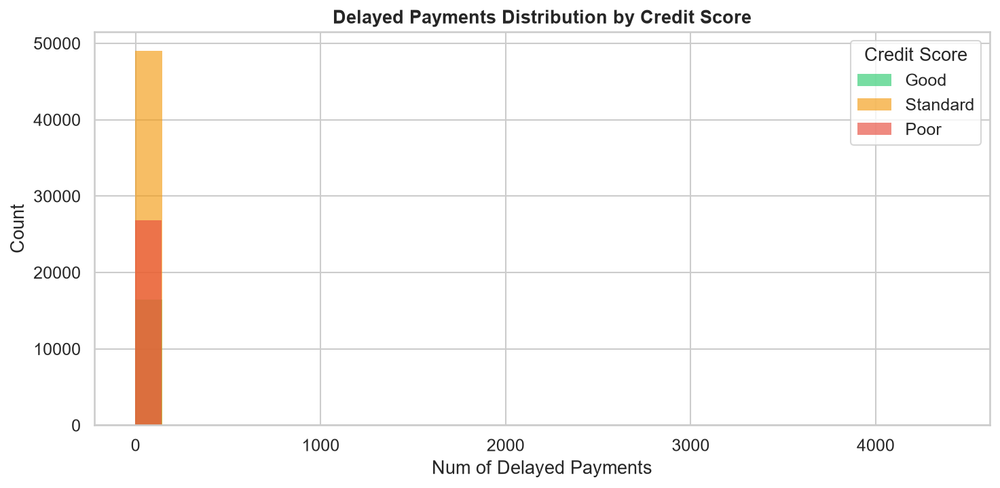 Delayed Payments Distribution by Credit Score
50000
40000
30000
20000
10000
0
Count
Credit Score
Good
Standard
Poor
0 1000 2000 3000 4000
Num of Delayed Payments